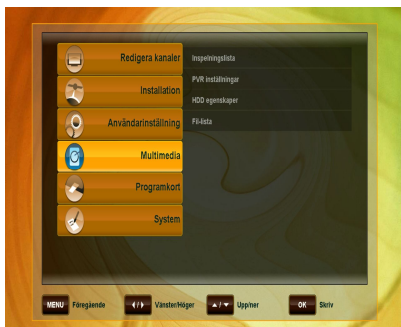 Redigera kanaler
Installation
Användarinställning
Multimedia
Programkort
System
Inspelningslista
PVR inställningar
HDD egenskaper
Fil-lista
MENU Föregående ◄/► Vänster/Höger ▲/▼ Upp/ner OK Skriv